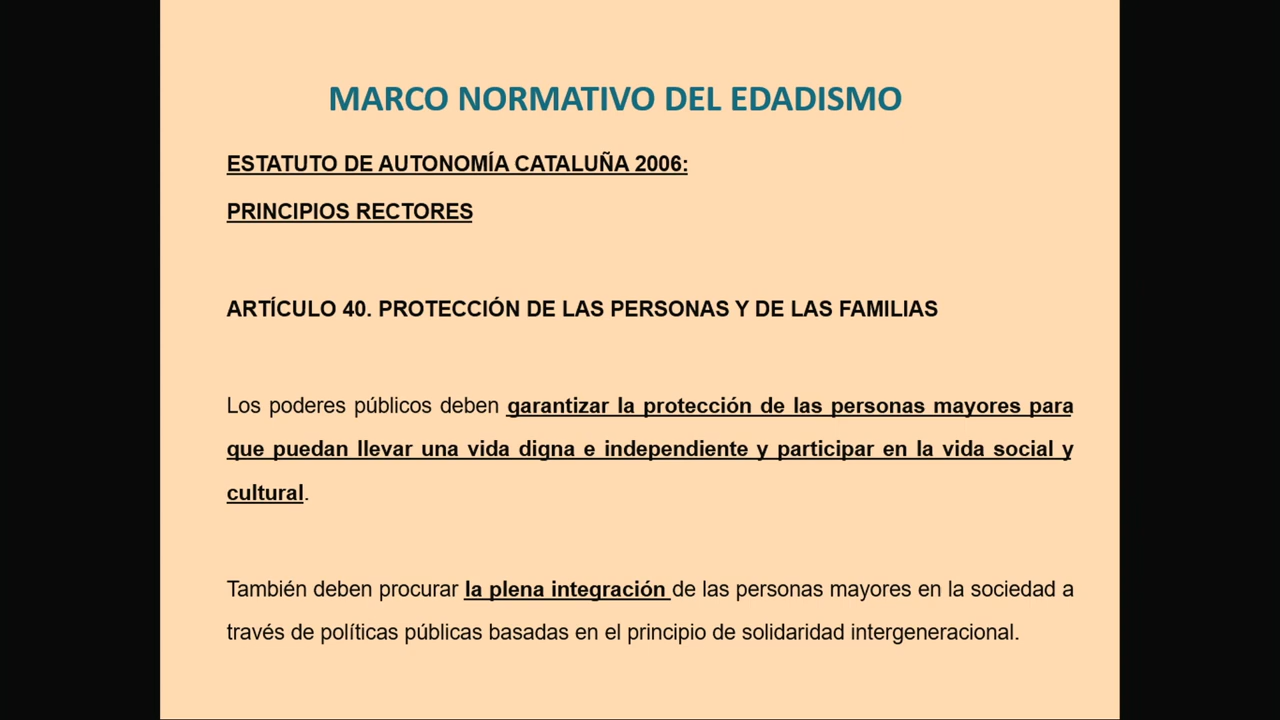 MARCO NORMATIVO DEL EDADISMO
ESTATUTO DE AUTONOMÍA CATALUÑA 2006:
PRINCIPIOS RECTORES
ARTÍCULO 40. PROTECCIÓN DE LAS PERSONAS Y DE LAS FAMILIAS
Los poderes públicos deben garantizar la protección de las personas mayores para
que puedan llevar una vida digna e independiente y participar en la vida social y
cultural.
También deben procurar la plena integración de las personas mayores en la sociedad a
través de políticas públicas basadas en el principio de solidaridad intergeneracional.